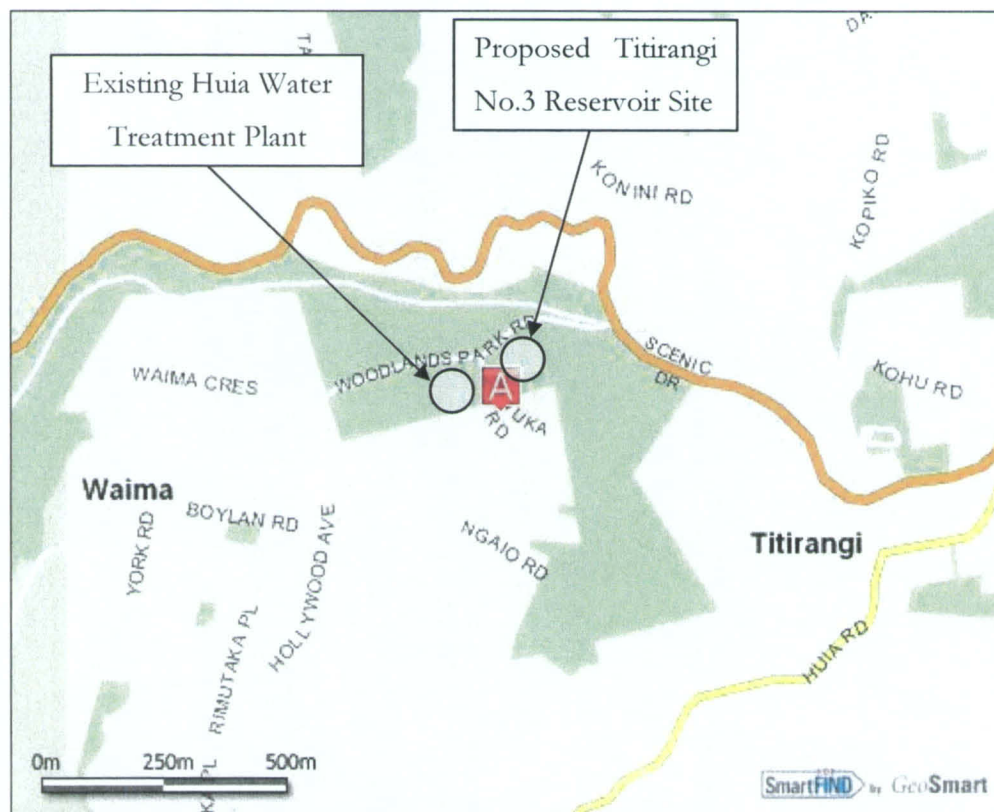 Existing Huia Water
Treatment Plant
Proposed Titirangi
No.3 Reservoir Site
KONINI RD
KOPIKO RD
WOODLANDS PARK RD
SCENIC
DR
WAIMA CRES
KOHU RD
A
RD
Waima
BOYLAN RD
YORK RD
HOLLYWOOD AVE
NGAIO RD
Titirangi
RIMUTAKA PL
HUIA RD
PL
0m 250m 500m
SmartFIND by GeoSmart